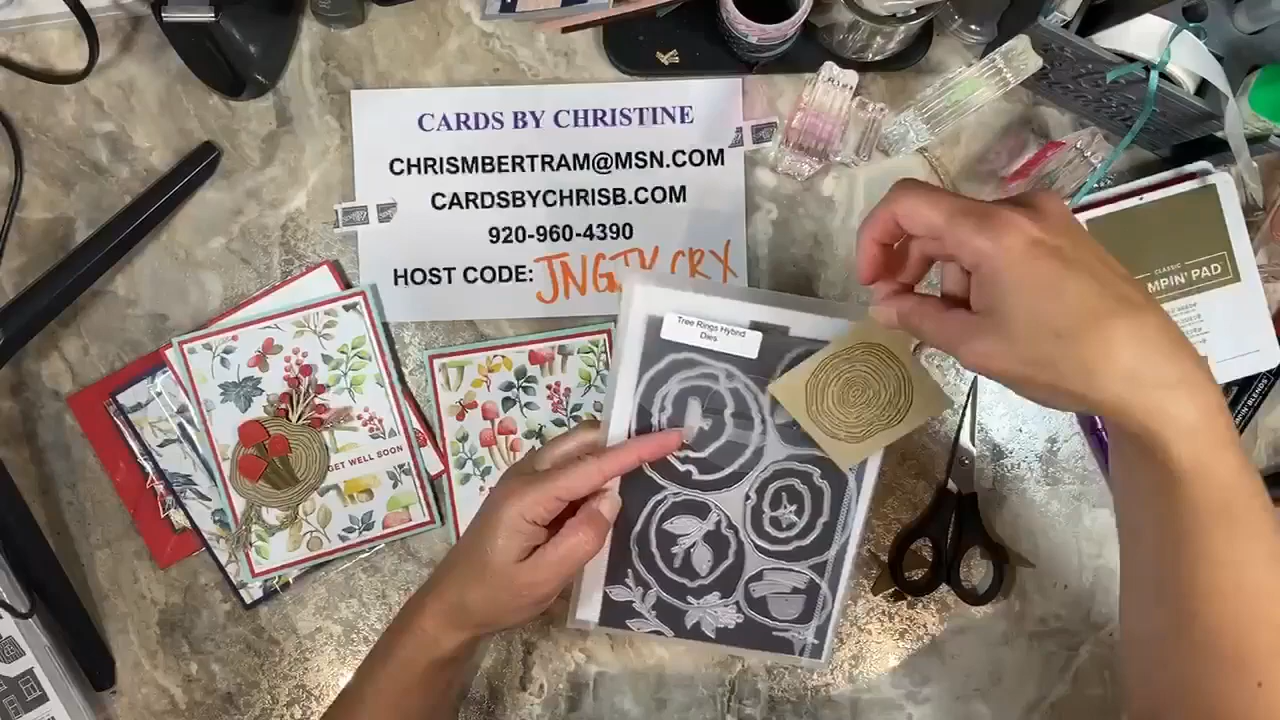 CARDS BY CHRISTINE
CHRISMBERTRAM@MSN.COM
CARDSBYCHRISB.COM
920-960-4390
HOST CODE:
Tree Rings Hybrid
Dies
GET WELL SOON
CLASSIC
MPIN' PAD